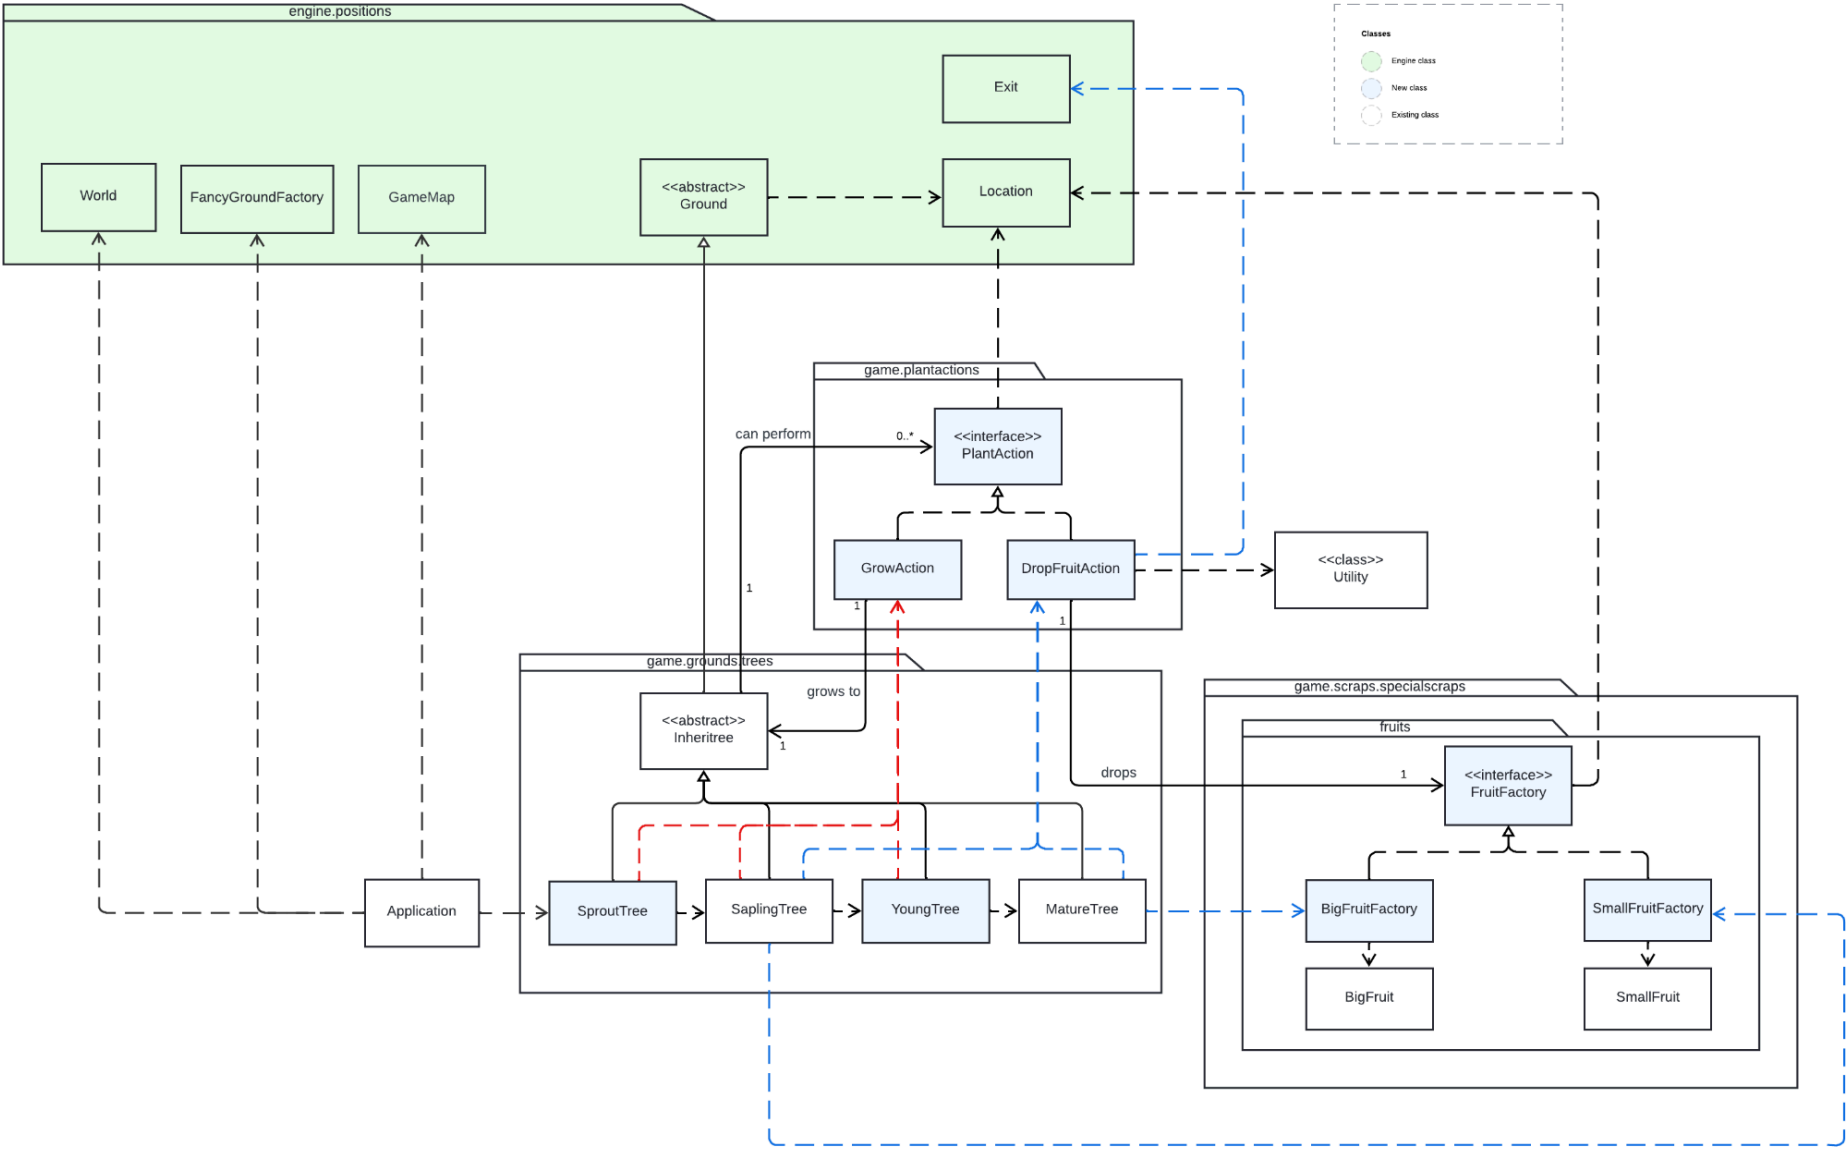 engine.positions
Classes
Engine class
New class
Existing class
Exit
World
FancyGroundFactory
GameMap
<<abstract>>
Ground
Location
game.plantactions
can perform
0..*
<<interface>>
PlantAction
1
GrowAction
DropFruitAction
<<class>>
Utility
1
1
game.grounds.trees
grows to
<<abstract>>
Inheritree
1
game.scraps.specialscraps
fruits
drops
1
<<interface>>
FruitFactory
Application
SproutTree
SaplingTree
YoungTree
MatureTree
BigFruitFactory
SmallFruitFactory
BigFruit
SmallFruit